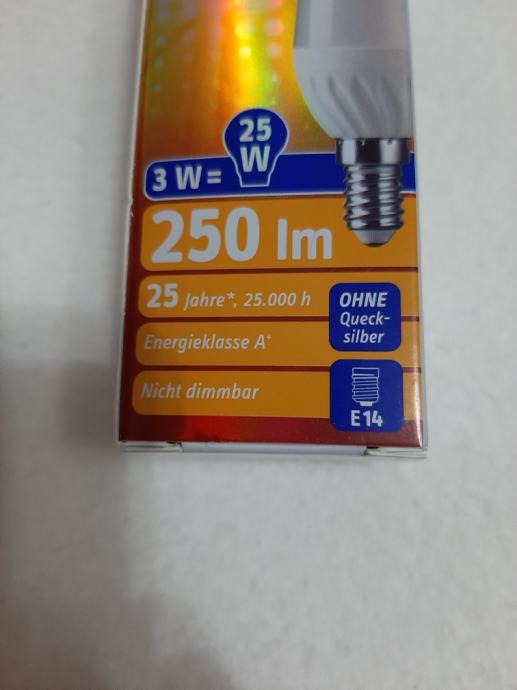 25
W
3 W =
250 lm
25 Jahre*, 25.000 h
OHNE
Queck-
silber
Energieklasse A+
Nicht dimmbar
E14